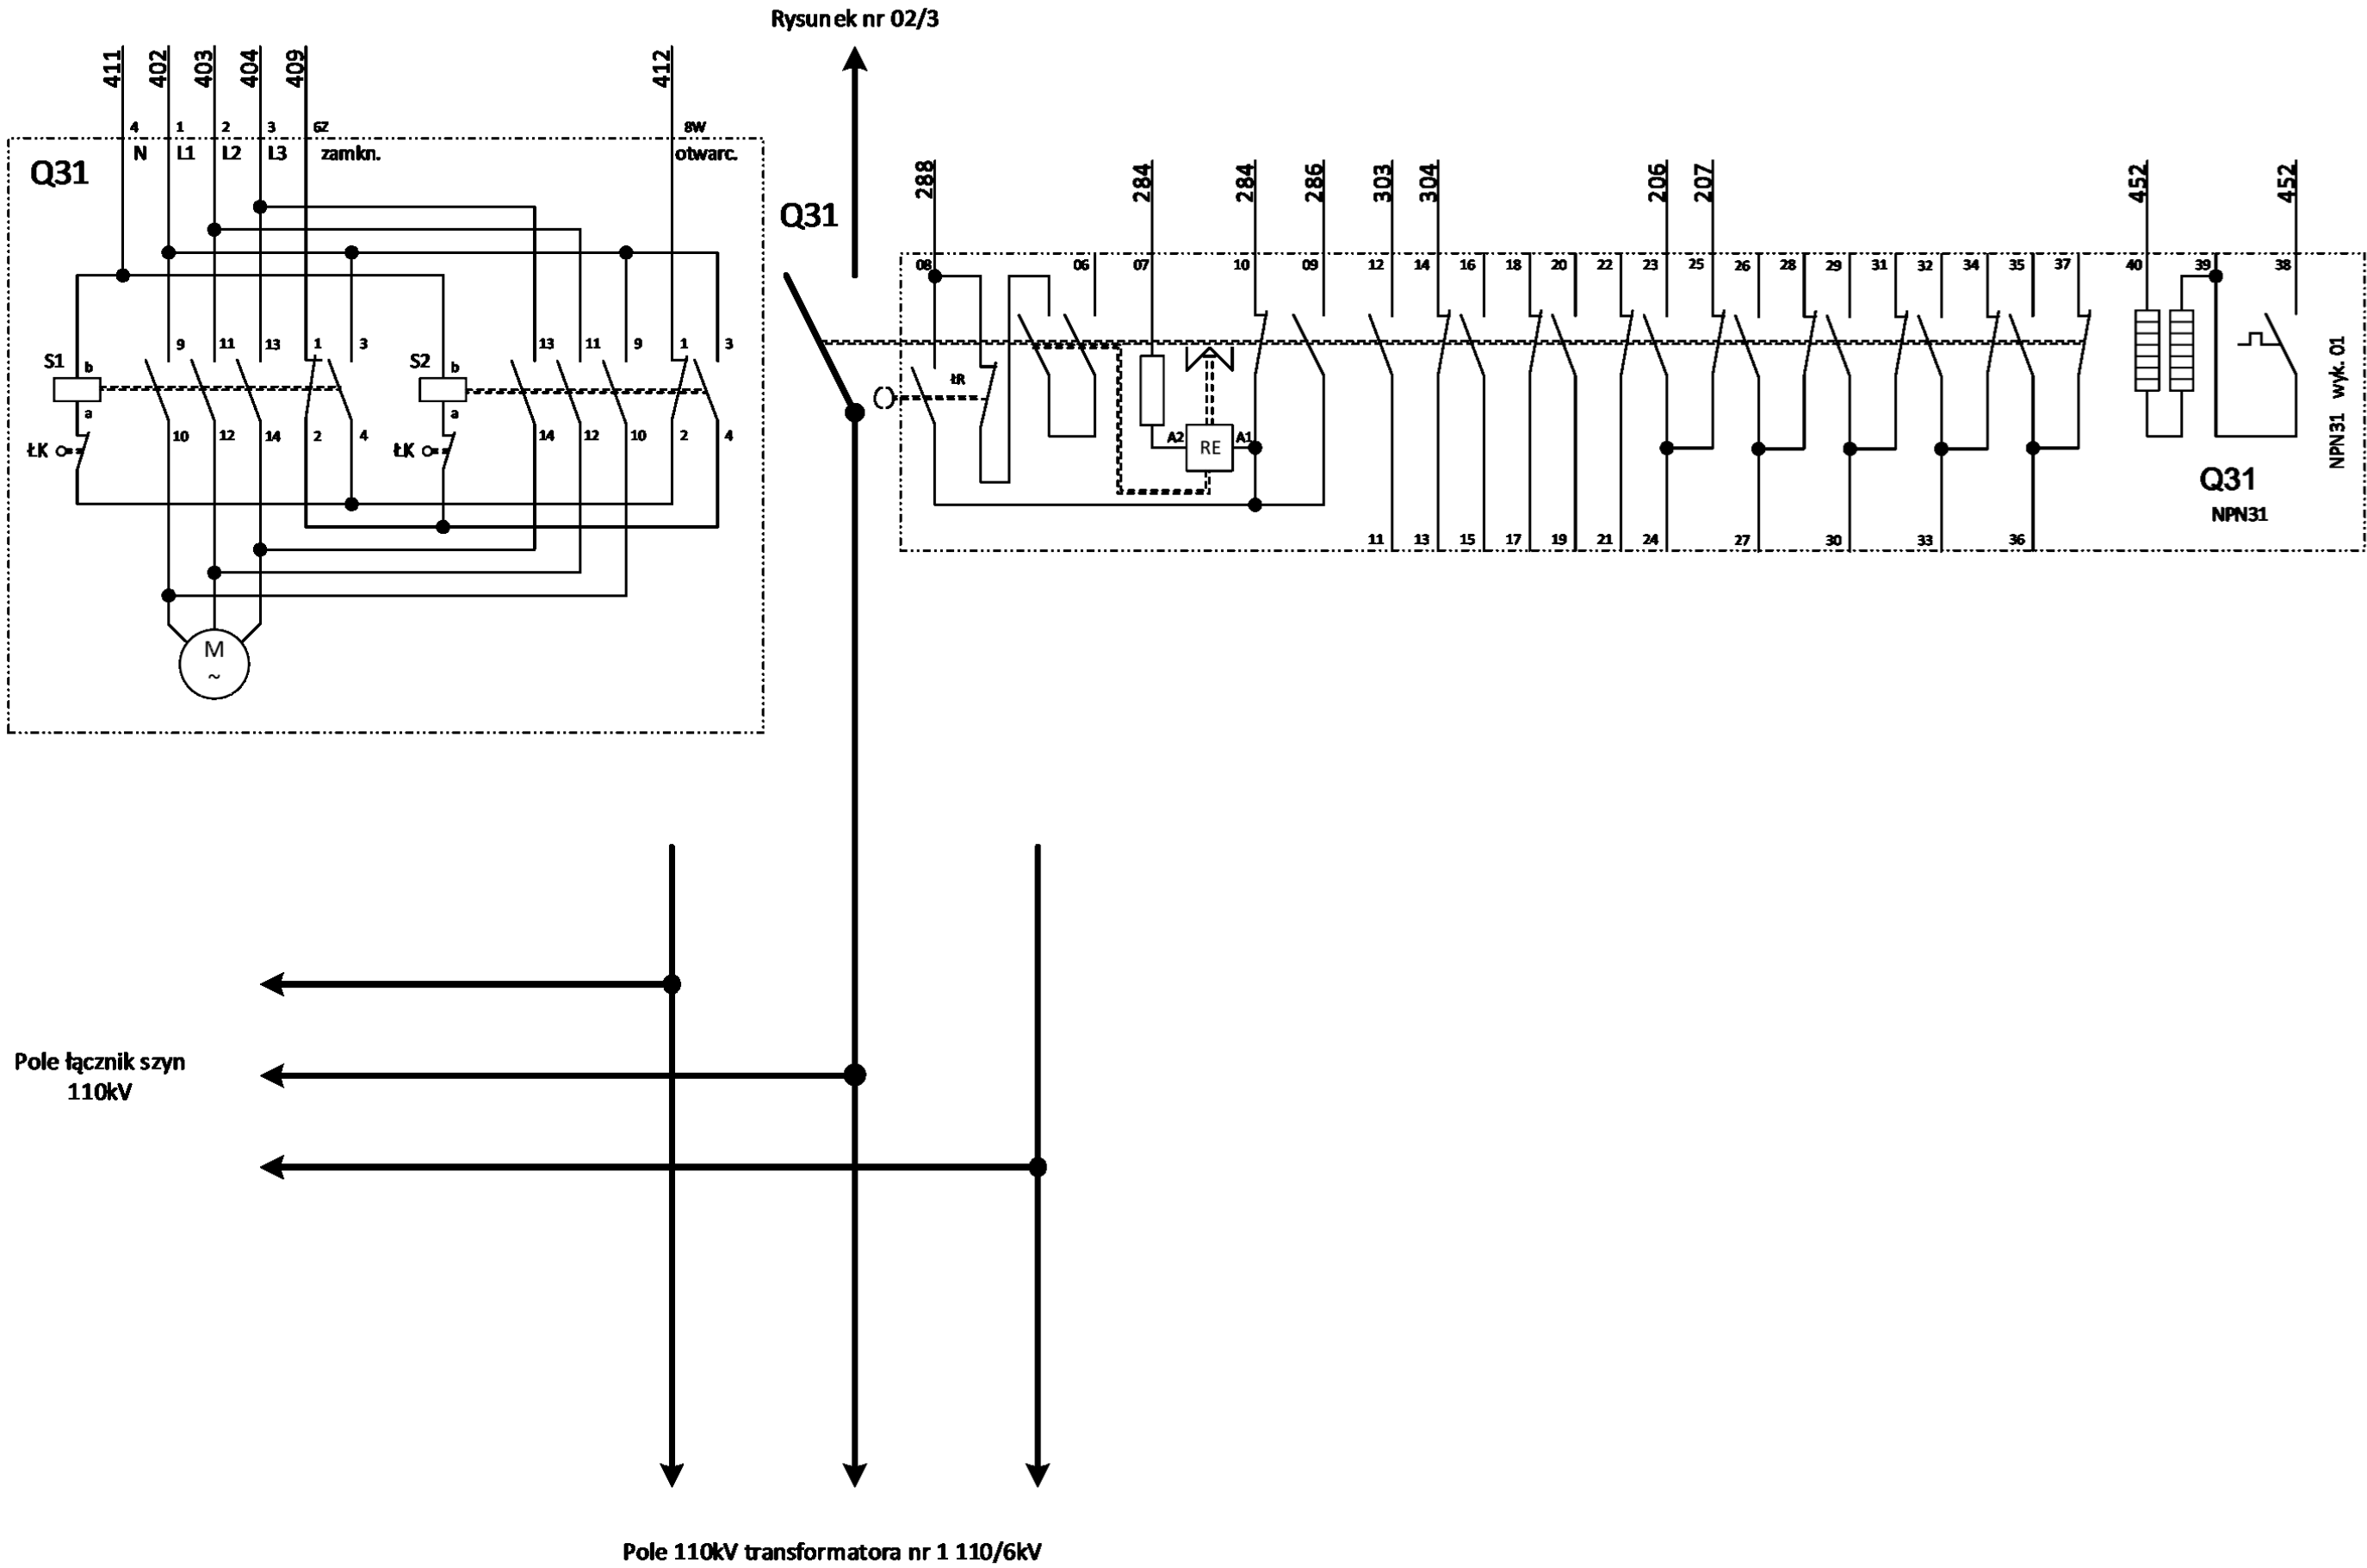 Rysunek nr 02/3
411 402 403 404 409 412
4 1 2 3 6Z 8W
N L1 L2 L3 zamkn. otwarc.
Q31
Q31
288 284 284 286 303 304 206 207 452 452
08 06 07 10 09 12 14 16 18 20 22 23 25 26 28 29 31 32 34 35 37 40 39 38
9 11 13 1 3 13 11 9 1 3
S1 b S2 b
ŁR
a a
10 12 14 2 4 14 12 10 2 4
ŁK ŁK
A2 RE A1
NPN31 wyk. 01
Q31
NPN31
11 13 15 17 19 21 24 27 30 33 36
M
~
Pole łącznik szyn
110kV
Pole 110kV transformatora nr 1 110/6kV